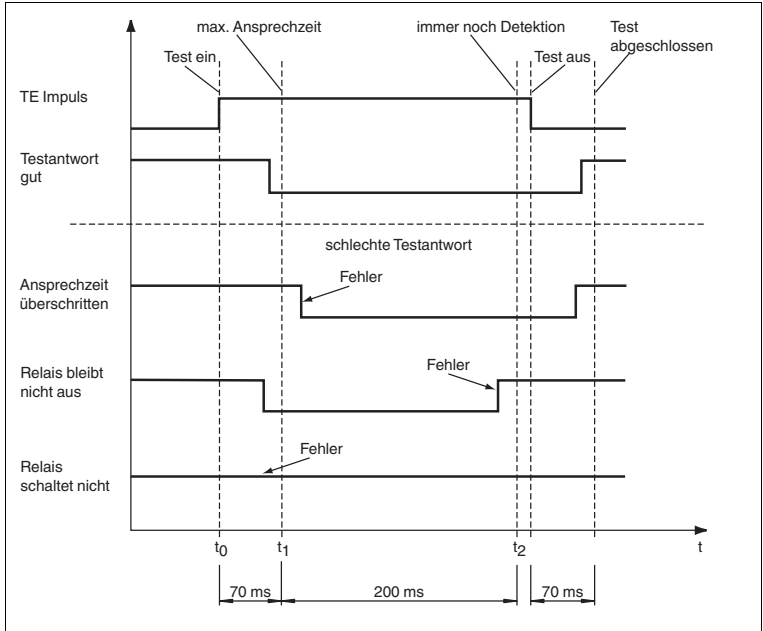 max. Ansprechzeit
immer noch Detektion
Test
abgeschlossen
Test ein
Test aus
TE Impuls
Testantwort
gut
schlechte Testantwort
Ansprechzeit
überschritten
Fehler
Relais bleibt
nicht aus
Fehler
Relais
schaltet nicht
Fehler
t0
t1
t2
t
70 ms
200 ms
70 ms